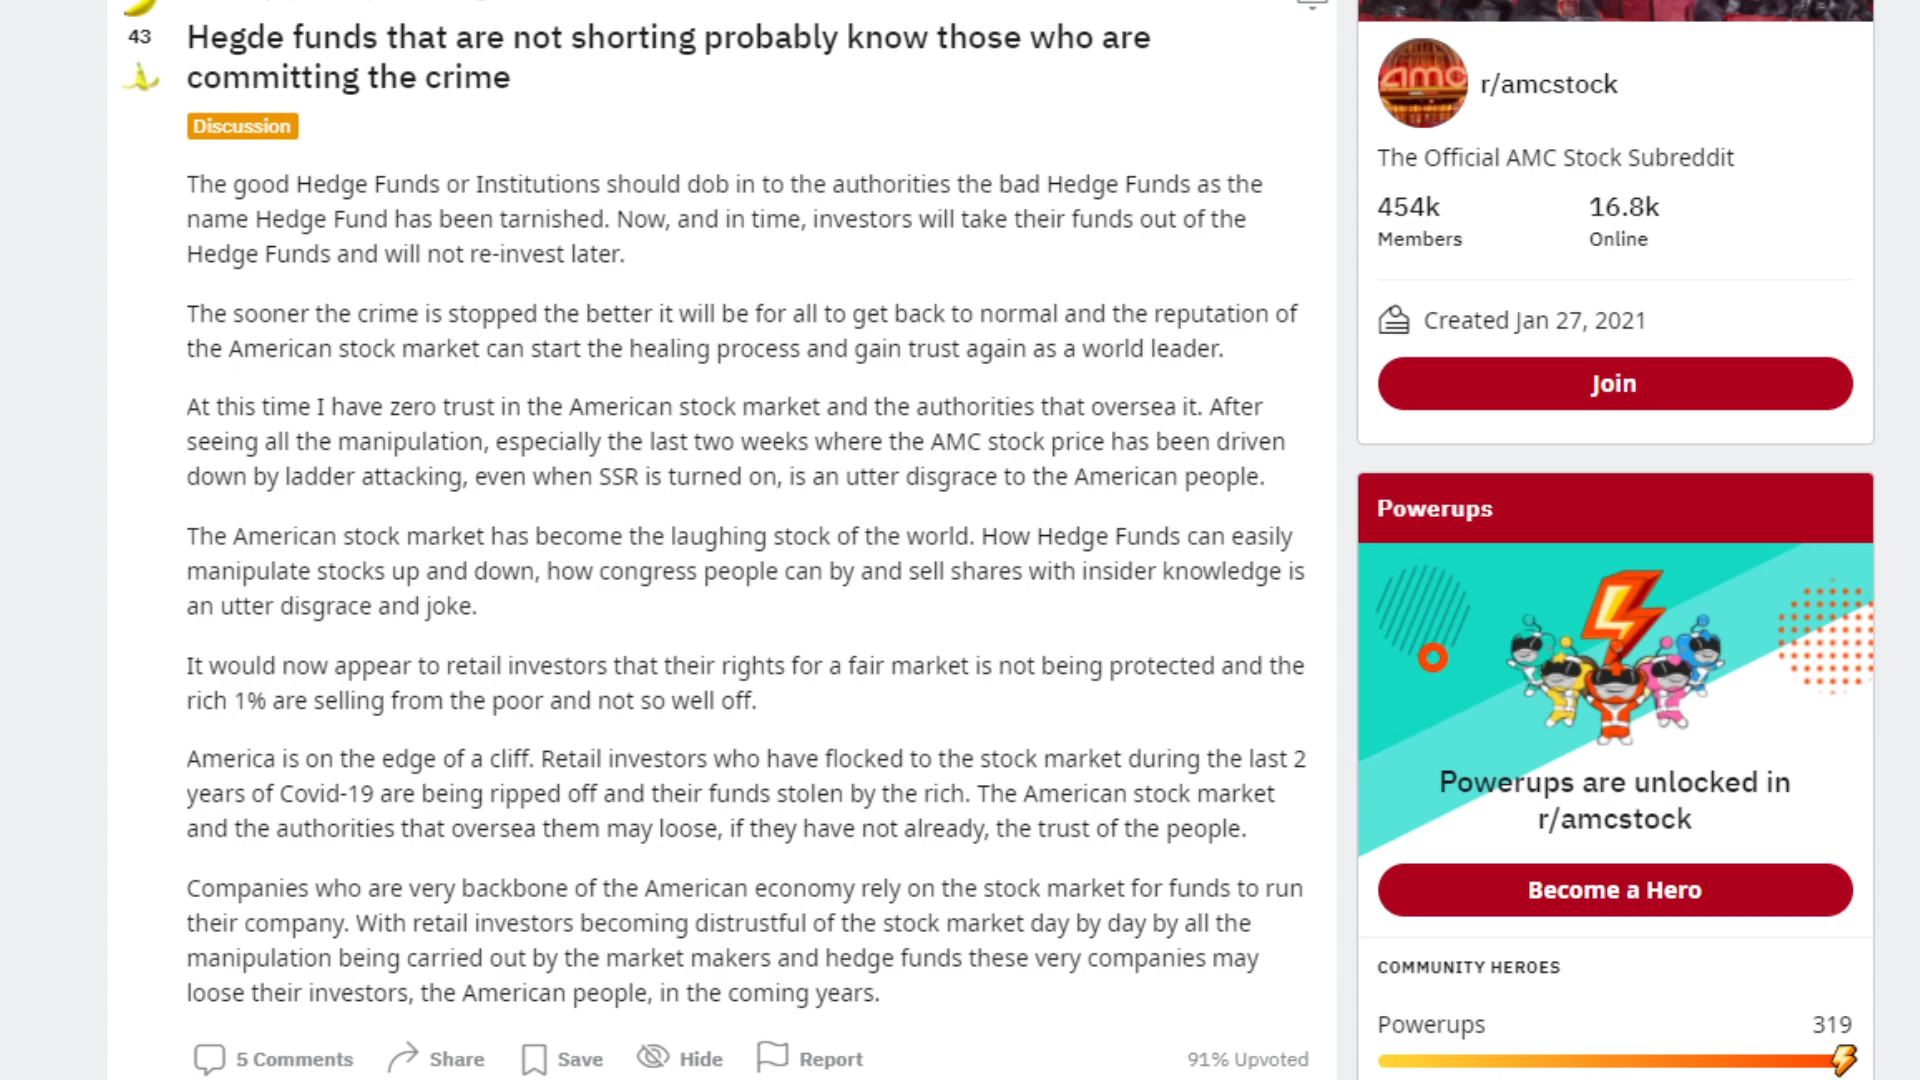 43
Hegde funds that are not shorting probably know those who are
committing the crime
Discussion
The good Hedge Funds or Institutions should dob in to the authorities the bad Hedge Funds as the
name Hedge Fund has been tarnished. Now, and in time, investors will take their funds out of the
Hedge Funds and will not re-invest later.
The sooner the crime is stopped the better it will be for all to get back to normal and the reputation of
the American stock market can start the healing process and gain trust again as a world leader.
At this time I have zero trust in the American stock market and the authorities that oversea it. After
seeing all the manipulation, especially the last two weeks where the AMC stock price has been driven
down by ladder attacking, even when SSR is turned on, is an utter disgrace to the American people.
The American stock market has become the laughing stock of the world. How Hedge Funds can easily
manipulate stocks up and down, how congress people can by and sell shares with insider knowledge is
an utter disgrace and joke.
It would now appear to retail investors that their rights for a fair market is not being protected and the
rich 1% are selling from the poor and not so well off.
America is on the edge of a cliff. Retail investors who have flocked to the stock market during the last 2
years of Covid-19 are being ripped off and their funds stolen by the rich. The American stock market
and the authorities that oversea them may loose, if they have not already, the trust of the people.
Companies who are very backbone of the American economy rely on the stock market for funds to run
their company. With retail investors becoming distrustful of the stock market day by day by all the
manipulation being carried out by the market makers and hedge funds these very companies may
loose their investors, the American people, in the coming years.
5 Comments Share Save Hide Report 91% Upvoted
amc
r/amcstock
The Official AMC Stock Subreddit
454k 16.8k
Members Online
Created Jan 27, 2021
Join
Powerups
Powerups are unlocked in
r/amcstock
Become a Hero
COMMUNITY HEROES
Powerups 319